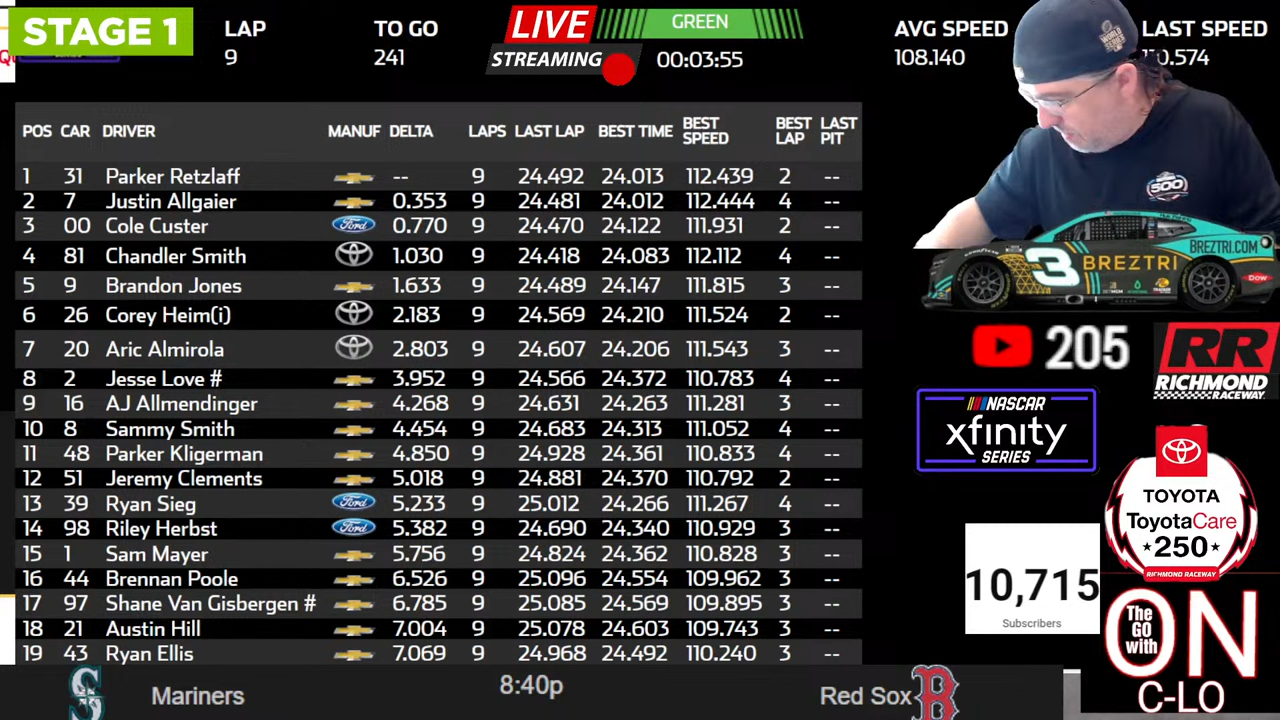 STAGE 1
LAP
9
TO GO
241
LIVE
STREAMING
GREEN
00:03:55
AVG SPEED
108.140
LAST SPEED
0.574
POS CAR DRIVER MANUF DELTA LAPS LAST LAP BEST TIME BEST SPEED BEST LAP LAST PIT
1 31 Parker Retzlaff -- 9 24.492 24.013 112.439 2 --
2 7 Justin Allgaier 0.353 9 24.481 24.012 112.444 4 --
3 00 Cole Custer Ford 0.770 9 24.470 24.122 111.931 2 --
4 81 Chandler Smith 1.030 9 24.418 24.083 112.112 4 --
5 9 Brandon Jones 1.633 9 24.489 24.147 111.815 3 --
6 26 Corey Heim(i) 2.183 9 24.569 24.210 111.524 2 --
7 20 Aric Almirola 2.803 9 24.607 24.206 111.543 3 --
8 2 Jesse Love # 3.952 9 24.566 24.372 110.783 4 --
9 16 AJ Allmendinger 4.268 9 24.631 24.263 111.281 3 --
10 8 Sammy Smith 4.454 9 24.683 24.313 111.052 4 --
11 48 Parker Kligerman 4.850 9 24.928 24.361 110.833 4 --
12 51 Jeremy Clements 5.018 9 24.881 24.370 110.792 2 --
13 39 Ryan Sieg Ford 5.233 9 25.012 24.266 111.267 4 --
14 98 Riley Herbst Ford 5.382 9 24.690 24.340 110.929 3 --
15 1 Sam Mayer 5.756 9 24.824 24.362 110.828 3 --
16 44 Brennan Poole 6.526 9 25.096 24.554 109.962 3 --
17 97 Shane Van Gisbergen # 6.785 9 25.085 24.569 109.895 3 --
18 21 Austin Hill 7.004 9 25.078 24.603 109.743 3 --
19 43 Ryan Ellis 7.069 9 24.968 24.492 110.240 3 --
500
BREZTRI.COM
3 BREZTRI
Dow
205
RR
RICHMOND
RACEWAY
NASCAR
xfinity
SERIES
TOYOTA
ToyotaCare
250
RICHMOND RACEWAY
10,715
Subscribers
The GO with
ON
C-LO
S
Mariners
8:40p
Red Sox
B